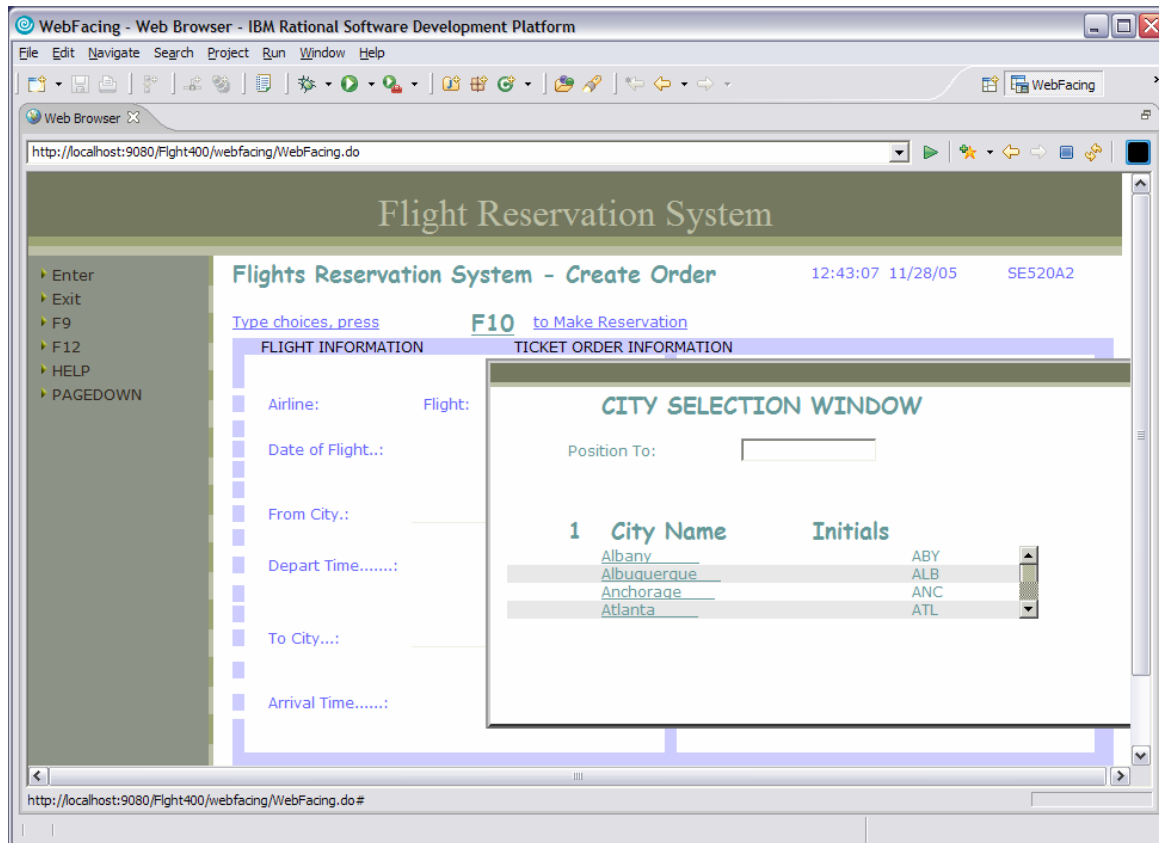 WebFacing - Web Browser - IBM Rational Software Development Platform
File Edit Navigate Search Project Run Window Help
WebFacing
Web Browser
http://localhost:9080/Flght400/webfacing/WebFacing.do
Flight Reservation System
Enter
Exit
F9
F12
HELP
PAGEDOWN
Flights Reservation System - Create Order 12:43:07 11/28/05 SE520A2
Type choices, press F10 to Make Reservation
FLIGHT INFORMATION TICKET ORDER INFORMATION
Airline: Flight:
Date of Flight..:
From City.:
Depart Time.......:
To City...:
Arrival Time......:
CITY SELECTION WINDOW
Position To:
1 City Name Initials
Albany ABY
Albuquerque ALB
Anchorage ANC
Atlanta ATL
http://localhost:9080/Flght400/webfacing/WebFacing.do#